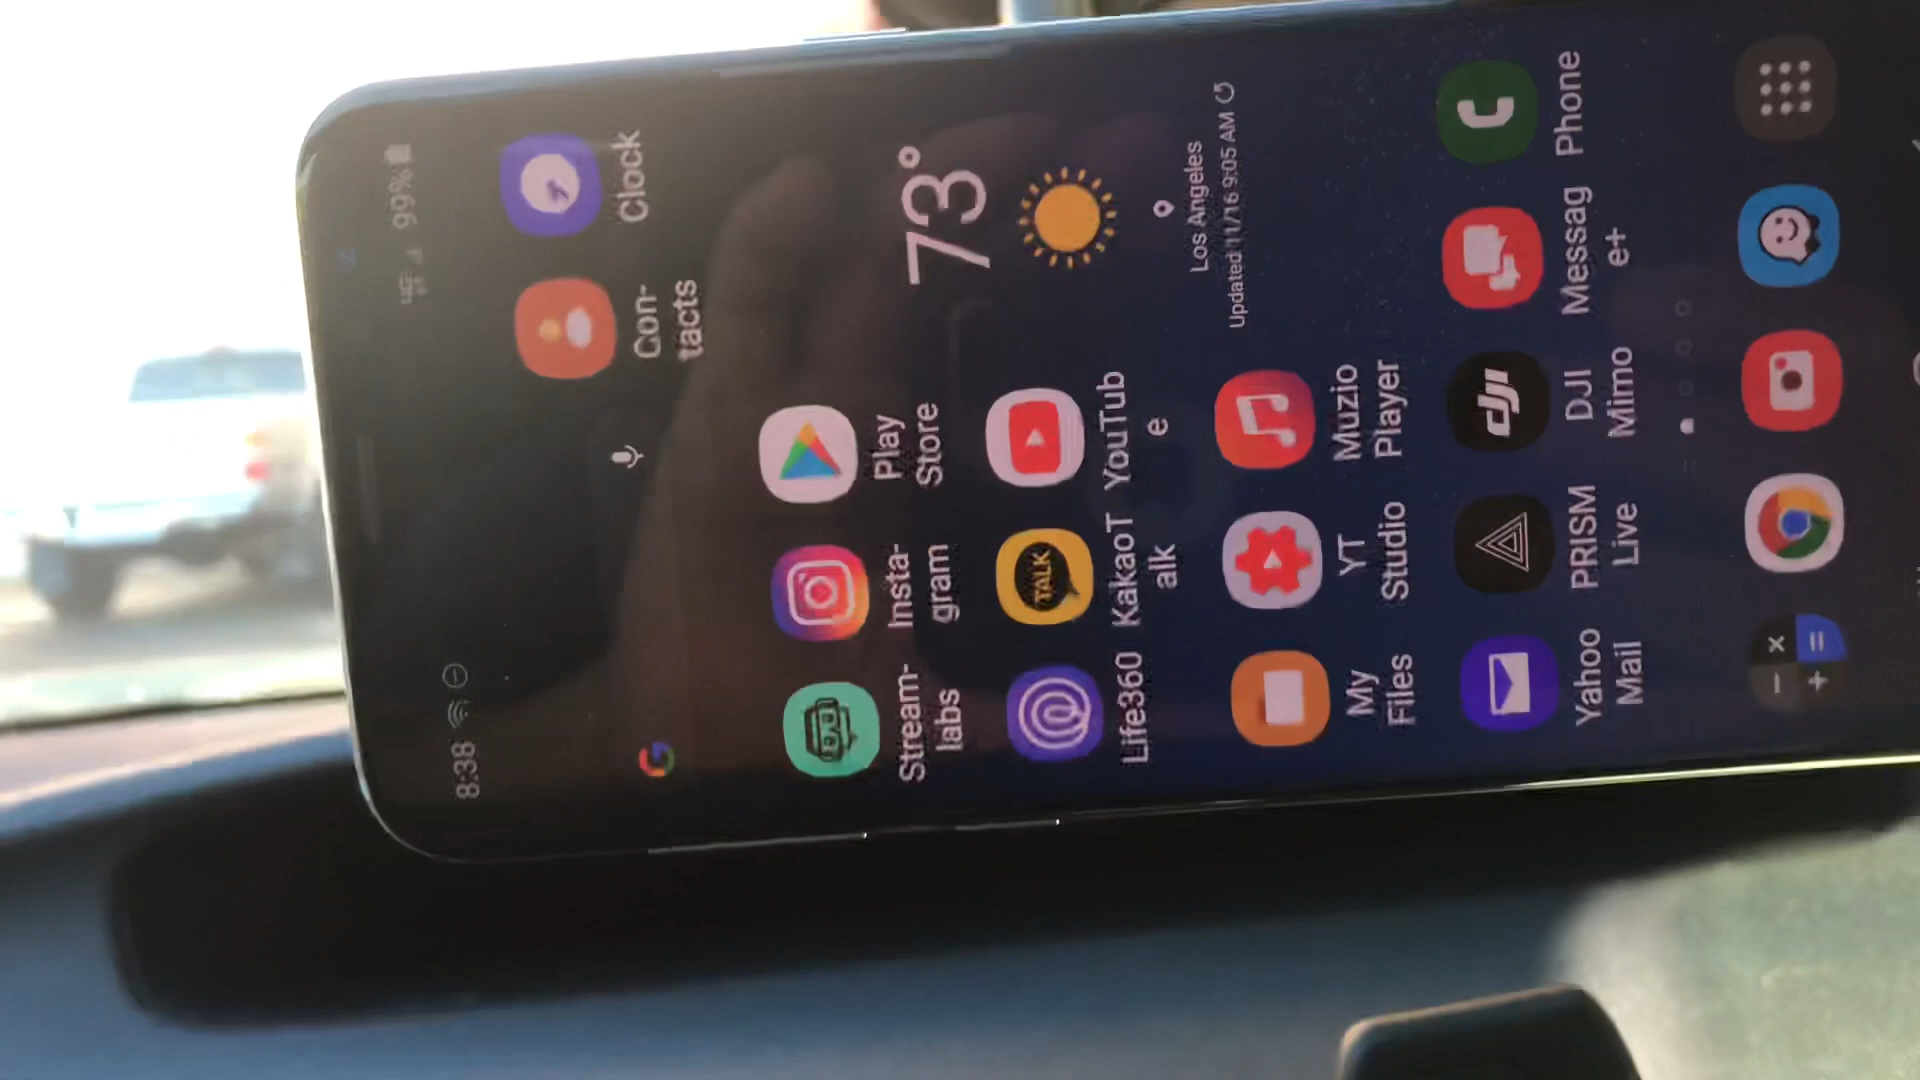 8:38
4G
99%
Con-
tacts
Clock
Stream-
labs
Insta-
gram
Play
Store
73°
Life360
TALK
KakaoT
alk
YouTub
e
Los Angeles
Updated 11/16 9:05 AM
My
Files
YT
Studio
Muzio
Player
Yahoo
Mail
PRISM
Live
dji
DJI
Mimo
Messag
e+
Phone